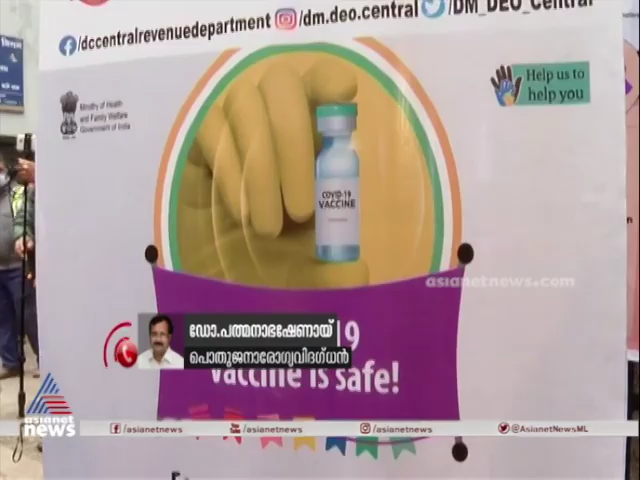 /dccentralrevenuedepartment
/dm.deo.central
/DM_DEO_Central
Ministry of Health
and Family Welfare
Government of India
Help us to
help you
COVID-19
VACCINE
asianetnews.com
ഡോ.പത്മനാഭഷേണായ്
പൊതുജനാരോഗ്യവിദഗ്ധൻ
19
vaccine is safe!
asianet
news
/asianetnews
/asianetnews
/asianetnews
@AsianetNewsML